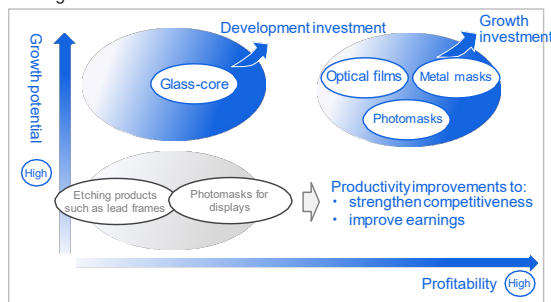 Development investment
Growth
investment
Growth potential
High
Glass-core
Optical films
Metal masks
Photomasks
Etching products
such as lead frames
Photomasks for
displays
Productivity improvements to:
・ strengthen competitiveness
・ improve earnings
Profitability
High